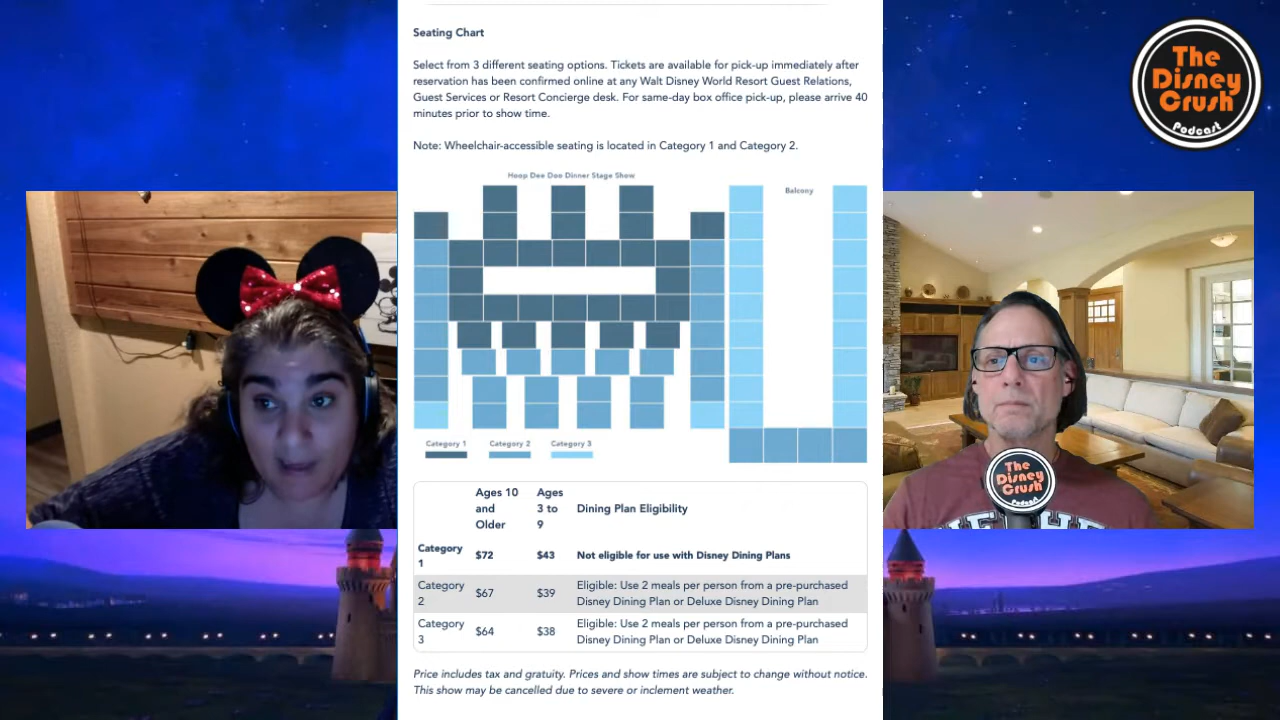 Seating Chart
Select from 3 different seating options. Tickets are available for pick-up immediately after
reservation has been confirmed online at any Walt Disney World Resort Guest Relations,
Guest Services or Resort Concierge desk. For same-day box office pick-up, please arrive 40
minutes prior to show time.
Note: Wheelchair-accessible seating is located in Category 1 and Category 2.
Hoop Dee Doo Dinner Stage Show
Balcony
Category 1 Category 2 Category 3
Ages 10 and Older Ages 3 to 9 Dining Plan Eligibility
Category 1 $72 $43 Not eligible for use with Disney Dining Plans
Category 2 $67 $39 Eligible: Use 2 meals per person from a pre-purchased
Disney Dining Plan or Deluxe Disney Dining Plan
Category 3 $64 $38 Eligible: Use 2 meals per person from a pre-purchased
Disney Dining Plan or Deluxe Disney Dining Plan
Price includes tax and gratuity. Prices and show times are subject to change without notice.
This show may be cancelled due to severe or inclement weather.
The
Disney
Crush
Podcast
The
Disney
Crush
Podcast